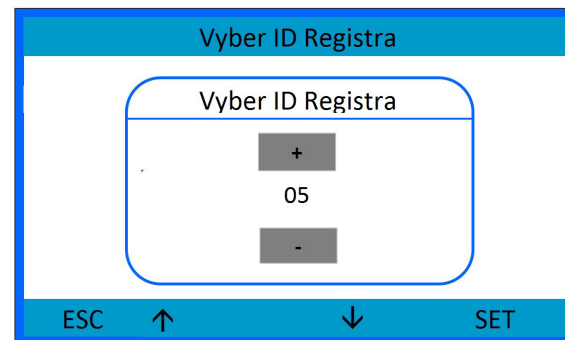 Vyber ID Registra
Vyber ID Registra
+
05
-
ESC ↑ ↓ SET